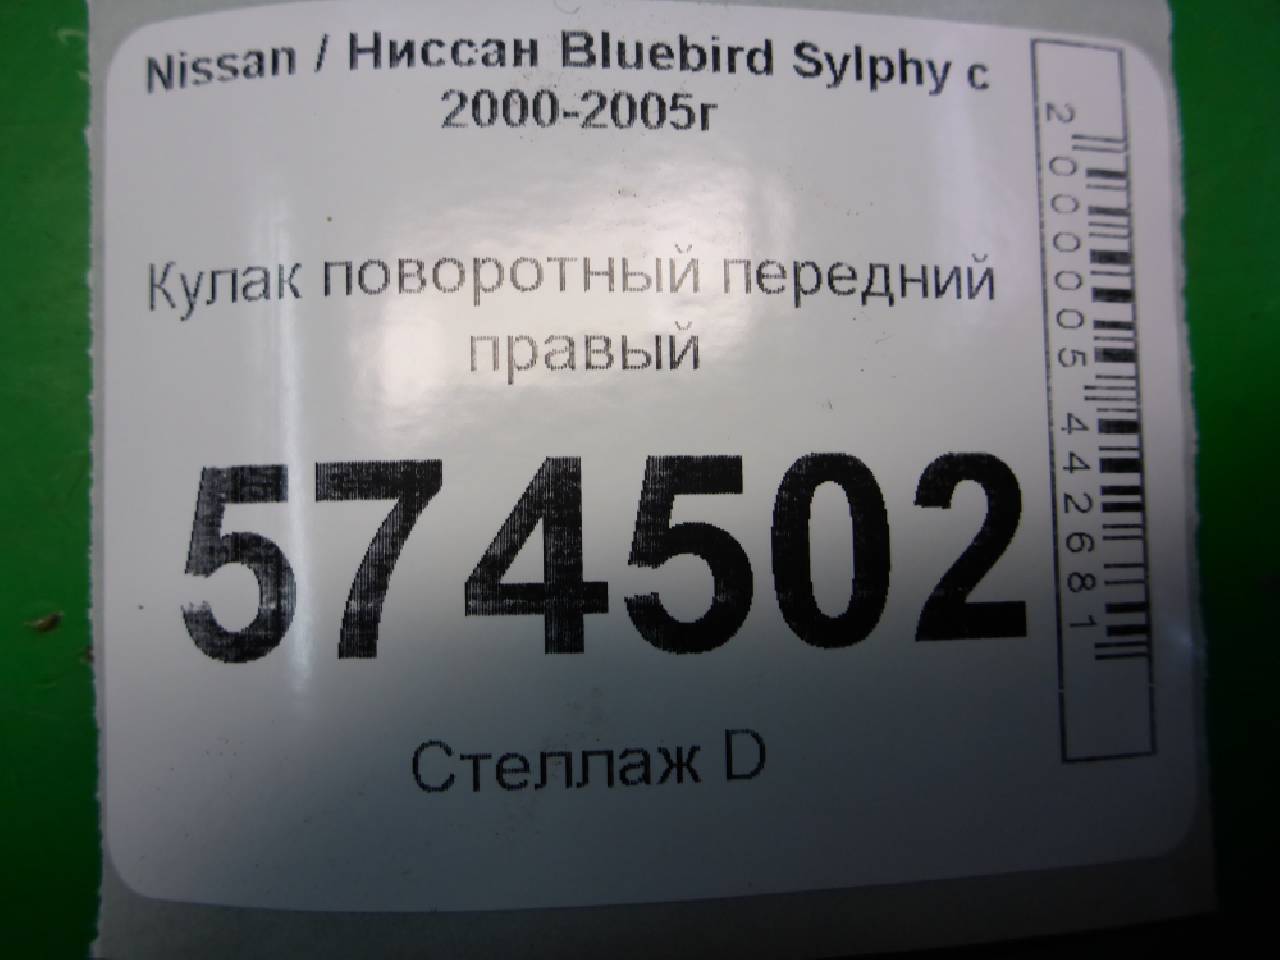 Nissan / Ниссан Bluebird Sylphy с
2000-2005г
Кулак поворотный передний
правый
574502
Стеллаж D
2000005442681